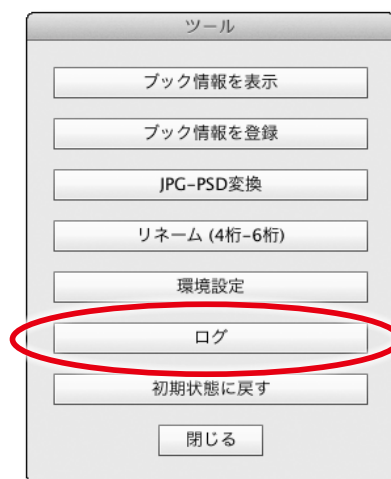 ツール
ブック情報を表示
ブック情報を登録
JPG-PSD変換
リネーム (4桁-6桁)
環境設定
ログ
初期状態に戻す
閉じる